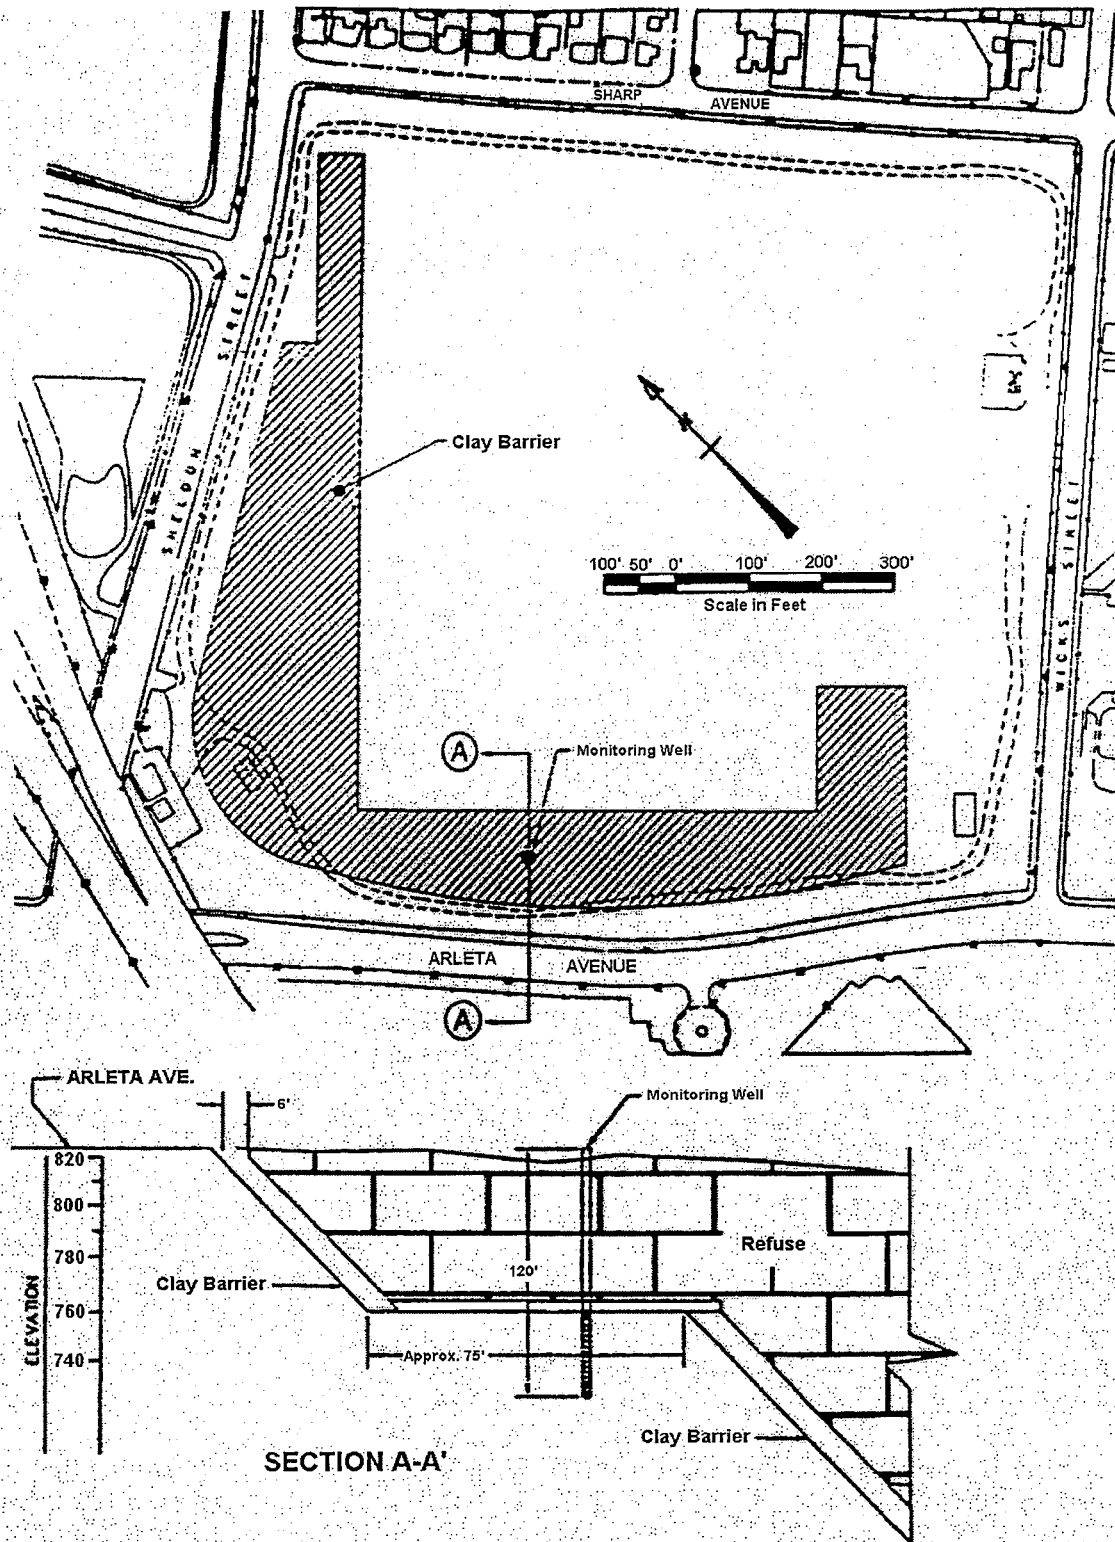 SHARP
AVENUE
SHELDON STREET
Clay Barrier
100' 50' 0' 100' 200' 300'
Scale in Feet
WICKS STREET
A
Monitoring Well
ARLETA AVENUE
A
ARLETA AVE.
6'
Monitoring Well
820
800
780
760
740
ELEVATION
Refuse
120'
Clay Barrier
Approx. 75'
Clay Barrier
SECTION A-A'